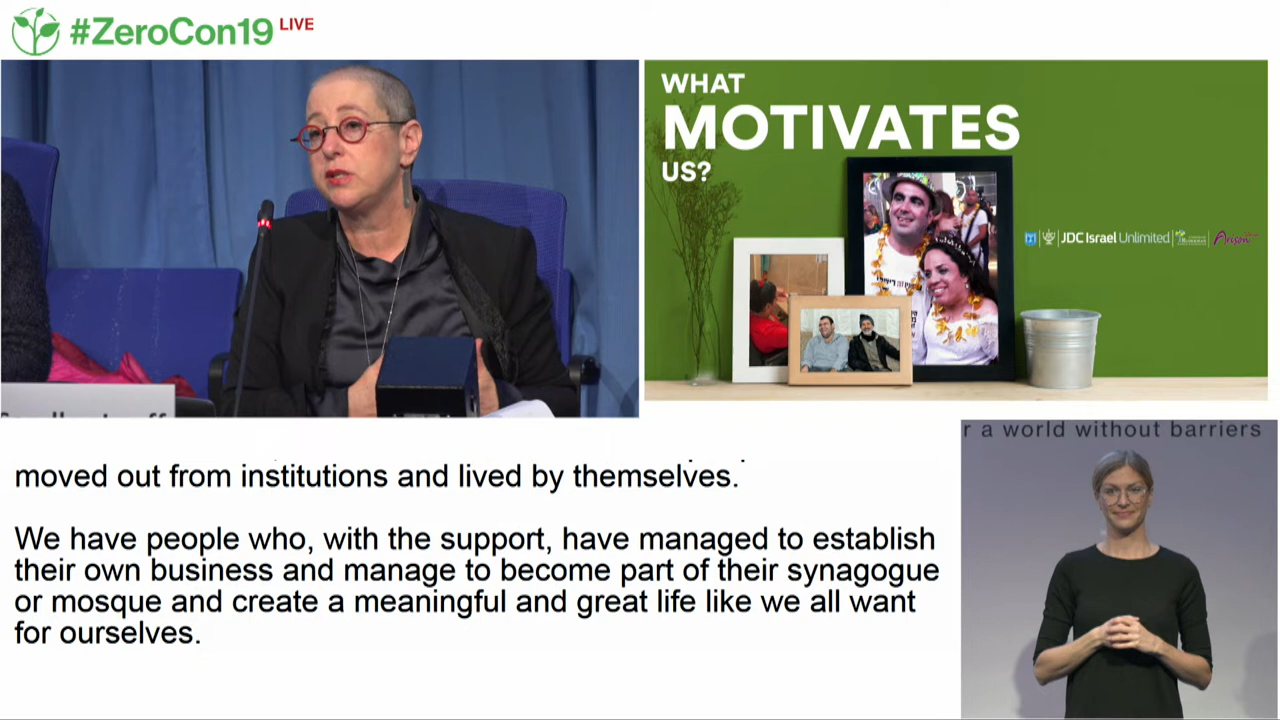 #ZeroCon19 LIVE
WHAT
MOTIVATES
US?
JDC Israel Unlimited
r a world without barriers
moved out from institutions and lived by themselves.
We have people who, with the support, have managed to establish
their own business and manage to become part of their synagogue
or mosque and create a meaningful and great life like we all want
for ourselves.